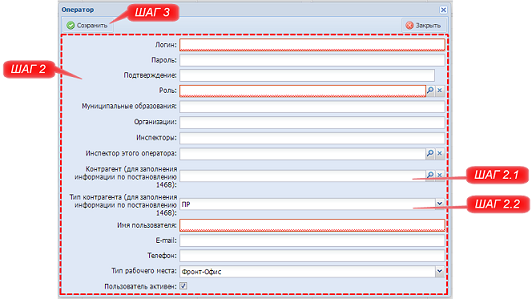 Оператор
ШАГ 3
Сохранить
Закрыть
ШАГ 2
Логин:
Пароль:
Подтверждение:
Роль:
Муниципальные образования:
Организации:
Инспекторы:
Инспектор этого оператора:
Контрагент (для заполнения
информации по постановлению
1468):
ШАГ 2.1
Тип контрагента (для заполнения
информации по постановлению
1468):
ПР
ШАГ 2.2
Имя пользователя:
E-mail:
Телефон:
Тип рабочего места:
Фронт-Офис
Пользователь активен: